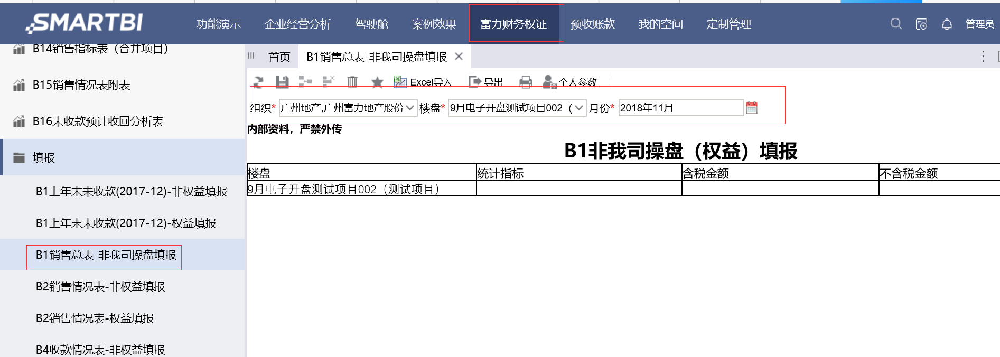 SMARTBI 功能演示 企业经营分析 驾驶舱 案例效果 富力财务权证 预收账款 我的空间 定制管理 管理员
B14销售指标表（合并项目）
B15销售情况表附表
B16未收款预计收回分析表
填报
B1上年末未收款(2017-12)-非权益填报
B1上年末未收款(2017-12)-权益填报
B1销售总表_非我司操盘填报
B2销售情况表-非权益填报
B2销售情况表-权益填报
B4收款情况表-非权益填报
首页 B1销售总表_非我司操盘填报
Excel导入 导出 个人参数
组织* 广州地产,广州富力地产股份 楼盘* 9月电子开盘测试项目002（ 月份* 2018年11月
内部资料，严禁外传
B1非我司操盘（权益）填报
楼盘 统计指标 含税金额 不含税金额
9月电子开盘测试项目002（测试项目）